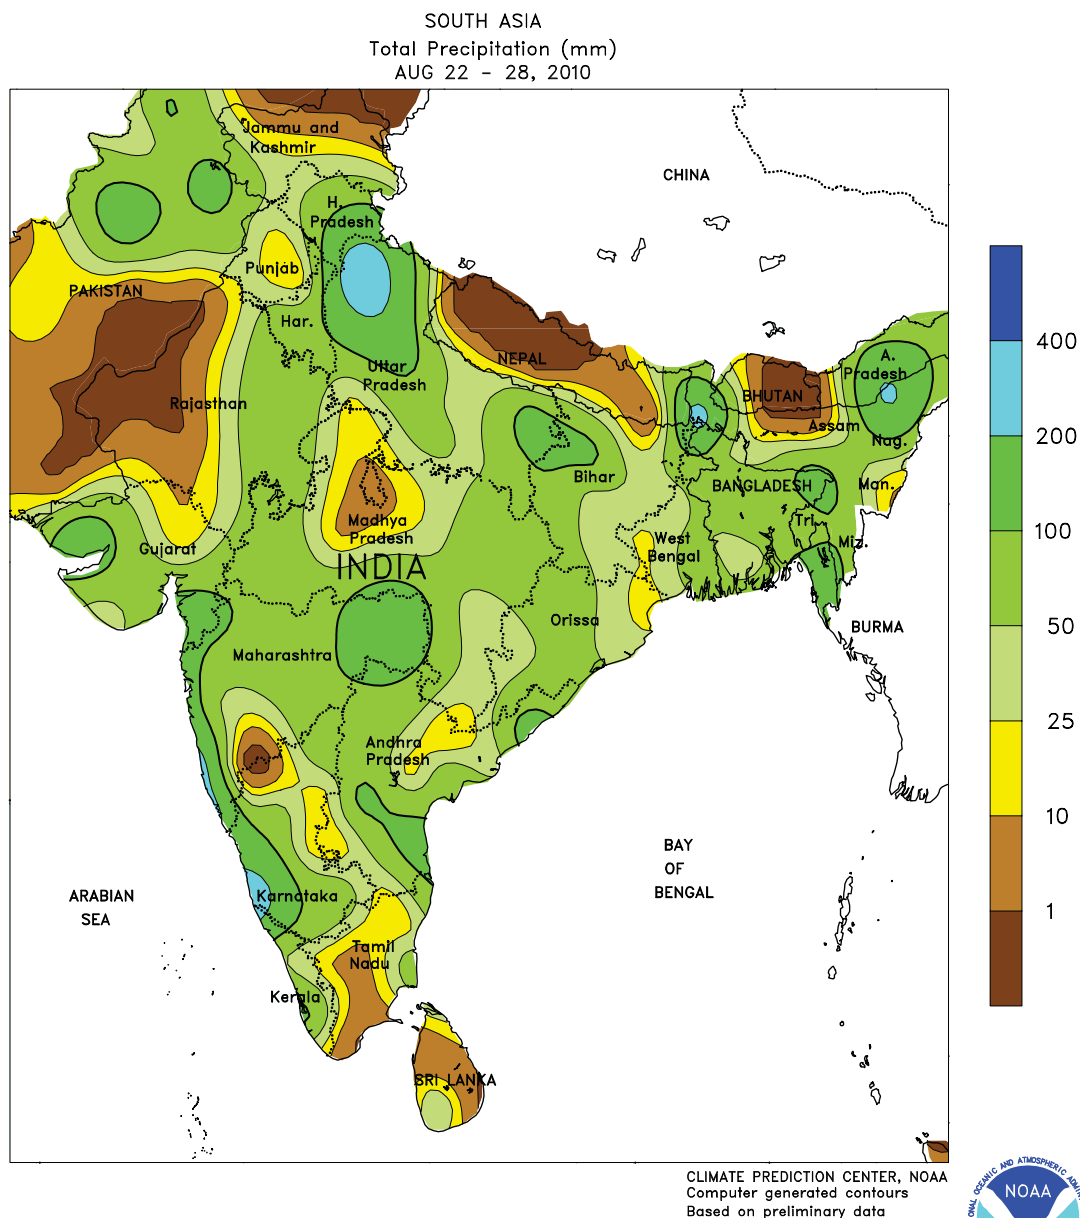 SOUTH ASIA
Total Precipitation (mm)
AUG 22 - 28, 2010
Jammu and
Kashmir
CHINA
H.
Pradesh
Punjab
PAKISTAN
Har.
400
NEPAL
A.
Pradesh
Uttar
Pradesh
BHUTAN
Rajasthan
Assam
200
Nag.
Bihar
BANGLADESH
Man.
Madhya
Pradesh
Tri.
100
West
Bengal
Miz.
Gujarat
INDIA
Orissa
50
BURMA
Maharashtra
25
Andhra
Pradesh
10
BAY
OF
BENGAL
ARABIAN
SEA
Karnataka
1
Tamil
Nadu
Kerala
SRI LANKA
CLIMATE PREDICTION CENTER, NOAA
Computer generated contours
Based on preliminary data
OCEANIC AND ATMOSPHERIC
NOAA